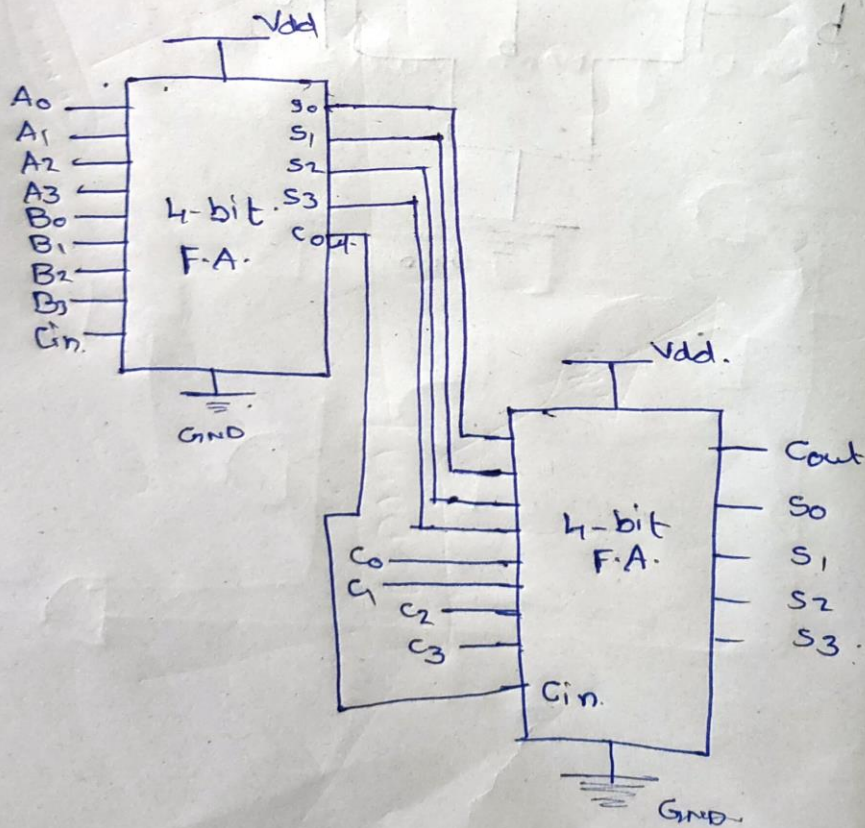 Vdd
A0
A1
A2
A3
B0
B1
B2
B3
Cin.
S0
S1
S2
S3
Cout
4-bit
F.A.
GND
Vdd.
C0
C1
C2
C3
Cin.
4-bit
F.A.
Cout
S0
S1
S2
S3.
GND